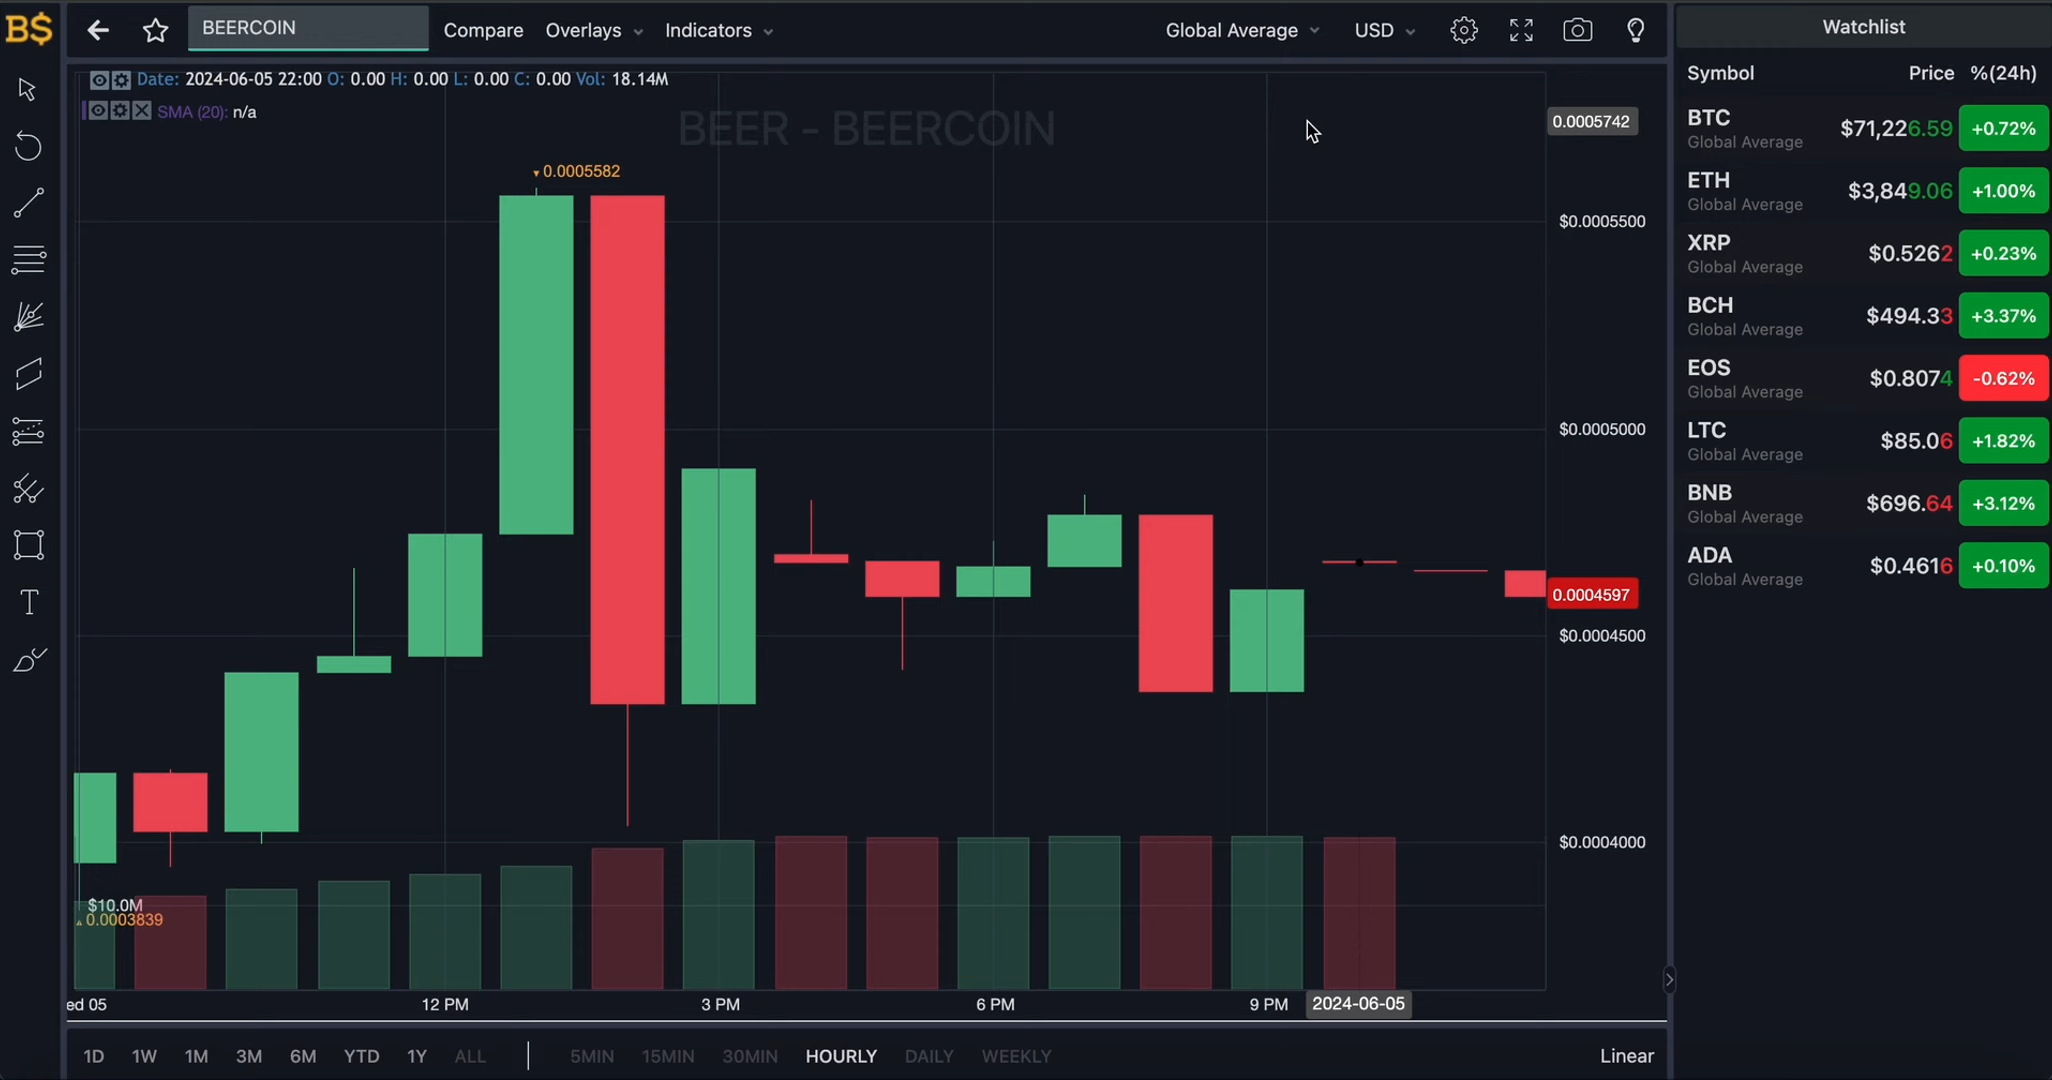 B$
BEERCOIN
Compare
Overlays
Indicators
Global Average
USD
Date: 2024-06-05 22:00 O: 0.00 H: 0.00 L: 0.00 C: 0.00 Vol: 18.14M
SMA (20): n/a
BEER - BEERCOIN
0.0005742
0.0005582
$0.0005500
$0.0005000
0.0004597
$0.0004500
$0.0004000
$10.0M
0.0003839
ed 05
12 PM
3 PM
6 PM
9 PM
2024-06-05
1D 1W 1M 3M 6M YTD 1Y ALL
5MIN 15MIN 30MIN HOURLY DAILY WEEKLY
Linear
T
Watchlist
Symbol Price %(24h)
BTC $71,226.59 +0.72%
Global Average
ETH $3,849.06 +1.00%
Global Average
XRP $0.5262 +0.23%
Global Average
BCH $494.33 +3.37%
Global Average
EOS $0.8074 -0.62%
Global Average
LTC $85.06 +1.82%
Global Average
BNB $696.64 +3.12%
Global Average
ADA $0.4616 +0.10%
Global Average